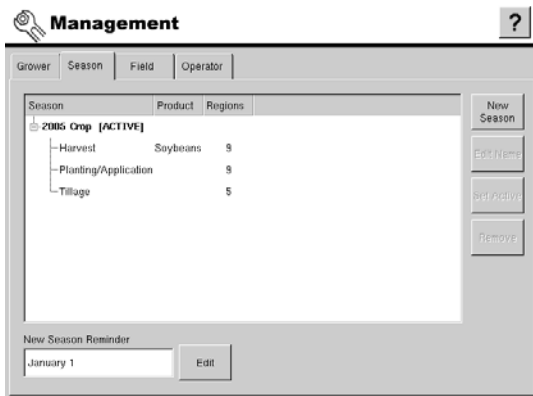 Management
?
Grower Season Field Operator
Season Product Regions
2005 Crop [ACTIVE]
Harvest Soybeans 9
Planting/Application 9
Tillage 5
New
Season
Edit Name
Set Active
Remove
New Season Reminder
January 1
Edit